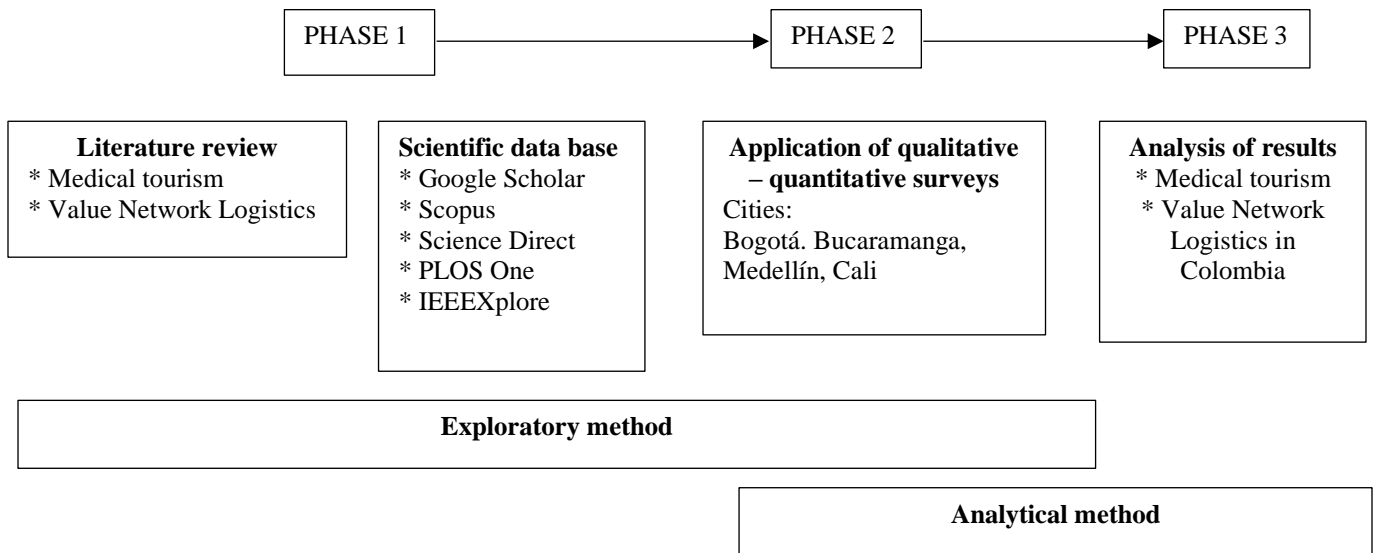 PHASE 1
PHASE 2
PHASE 3
Literature review
* Medical tourism
* Value Network Logistics
Scientific data base
* Google Scholar
* Scopus
* Science Direct
* PLOS One
* IEEEXplore
Application of qualitative
– quantitative surveys
Cities:
Bogotá. Bucaramanga,
Medellín, Cali
Analysis of results
* Medical tourism
* Value Network
Logistics in
Colombia
Exploratory method
Analytical method